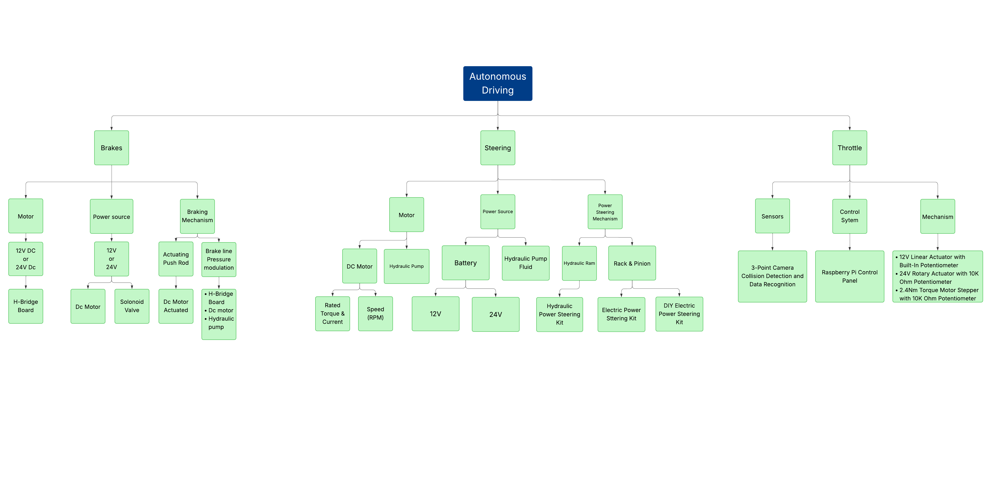 Autonomous
Driving
Brakes
Steering
Throttle
Motor
Power source
Braking
Mechanism
Motor
Power Source
Power
Steering
Mechanism
Sensors
Control
Sytem
Mechanism
12V DC
or
24V Dc
12V
or
24V
Actuating
Push Rod
Brake line
Pressure
modulation
DC Motor
Hydraulic Pump
Battery
Hydraulic Pump
Fluid
Hydraulic Ram
Rack & Pinion
3-Point Camera
Collision Detection and
Data Recognition
Raspberry Pi Control
Panel
• 12V Linear Actuator with
Built-In Potentiometer
• 24V Rotary Actuator with 10K
Ohm Potentiometer
• 2.4Nm Torque Motor Stepper
with 10K Ohm Potentiometer
H-Bridge
Board
Dc Motor
Solonoid
Valve
Dc Motor
Actuated
• H-Bridge
Board
• Dc motor
• Hydraulic
pump
Rated
Torque &
Current
Speed
(RPM)
12V
24V
Hydraulic
Power Steering
Kit
Electric Power
Sttering Kit
DIY Electric
Power Steering
Kit